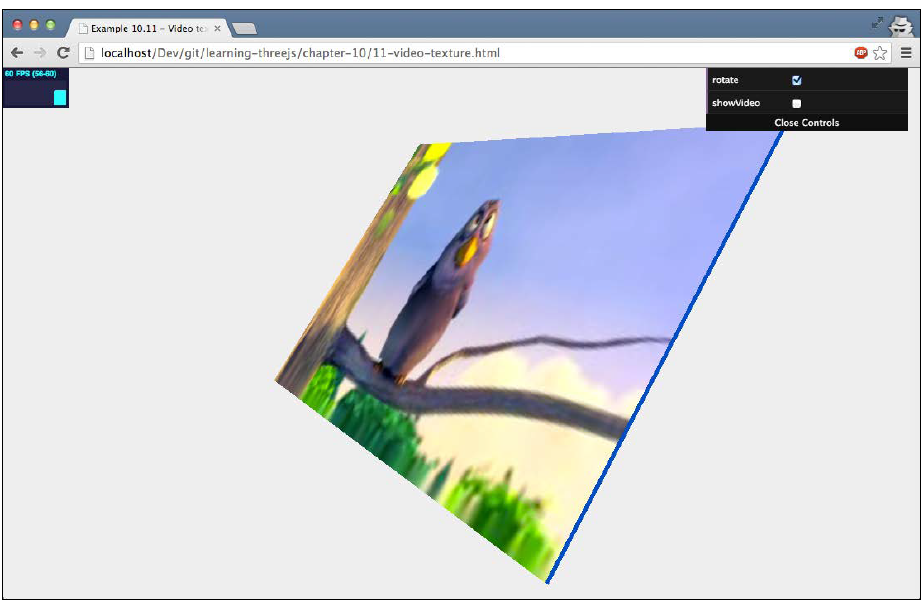 Example 10.11 – Video te
localhost/Dev/git/learning-threejs/chapter-10/11-video-texture.html
ABP
60 FPS (56-60)
rotate
showVideo
Close Controls